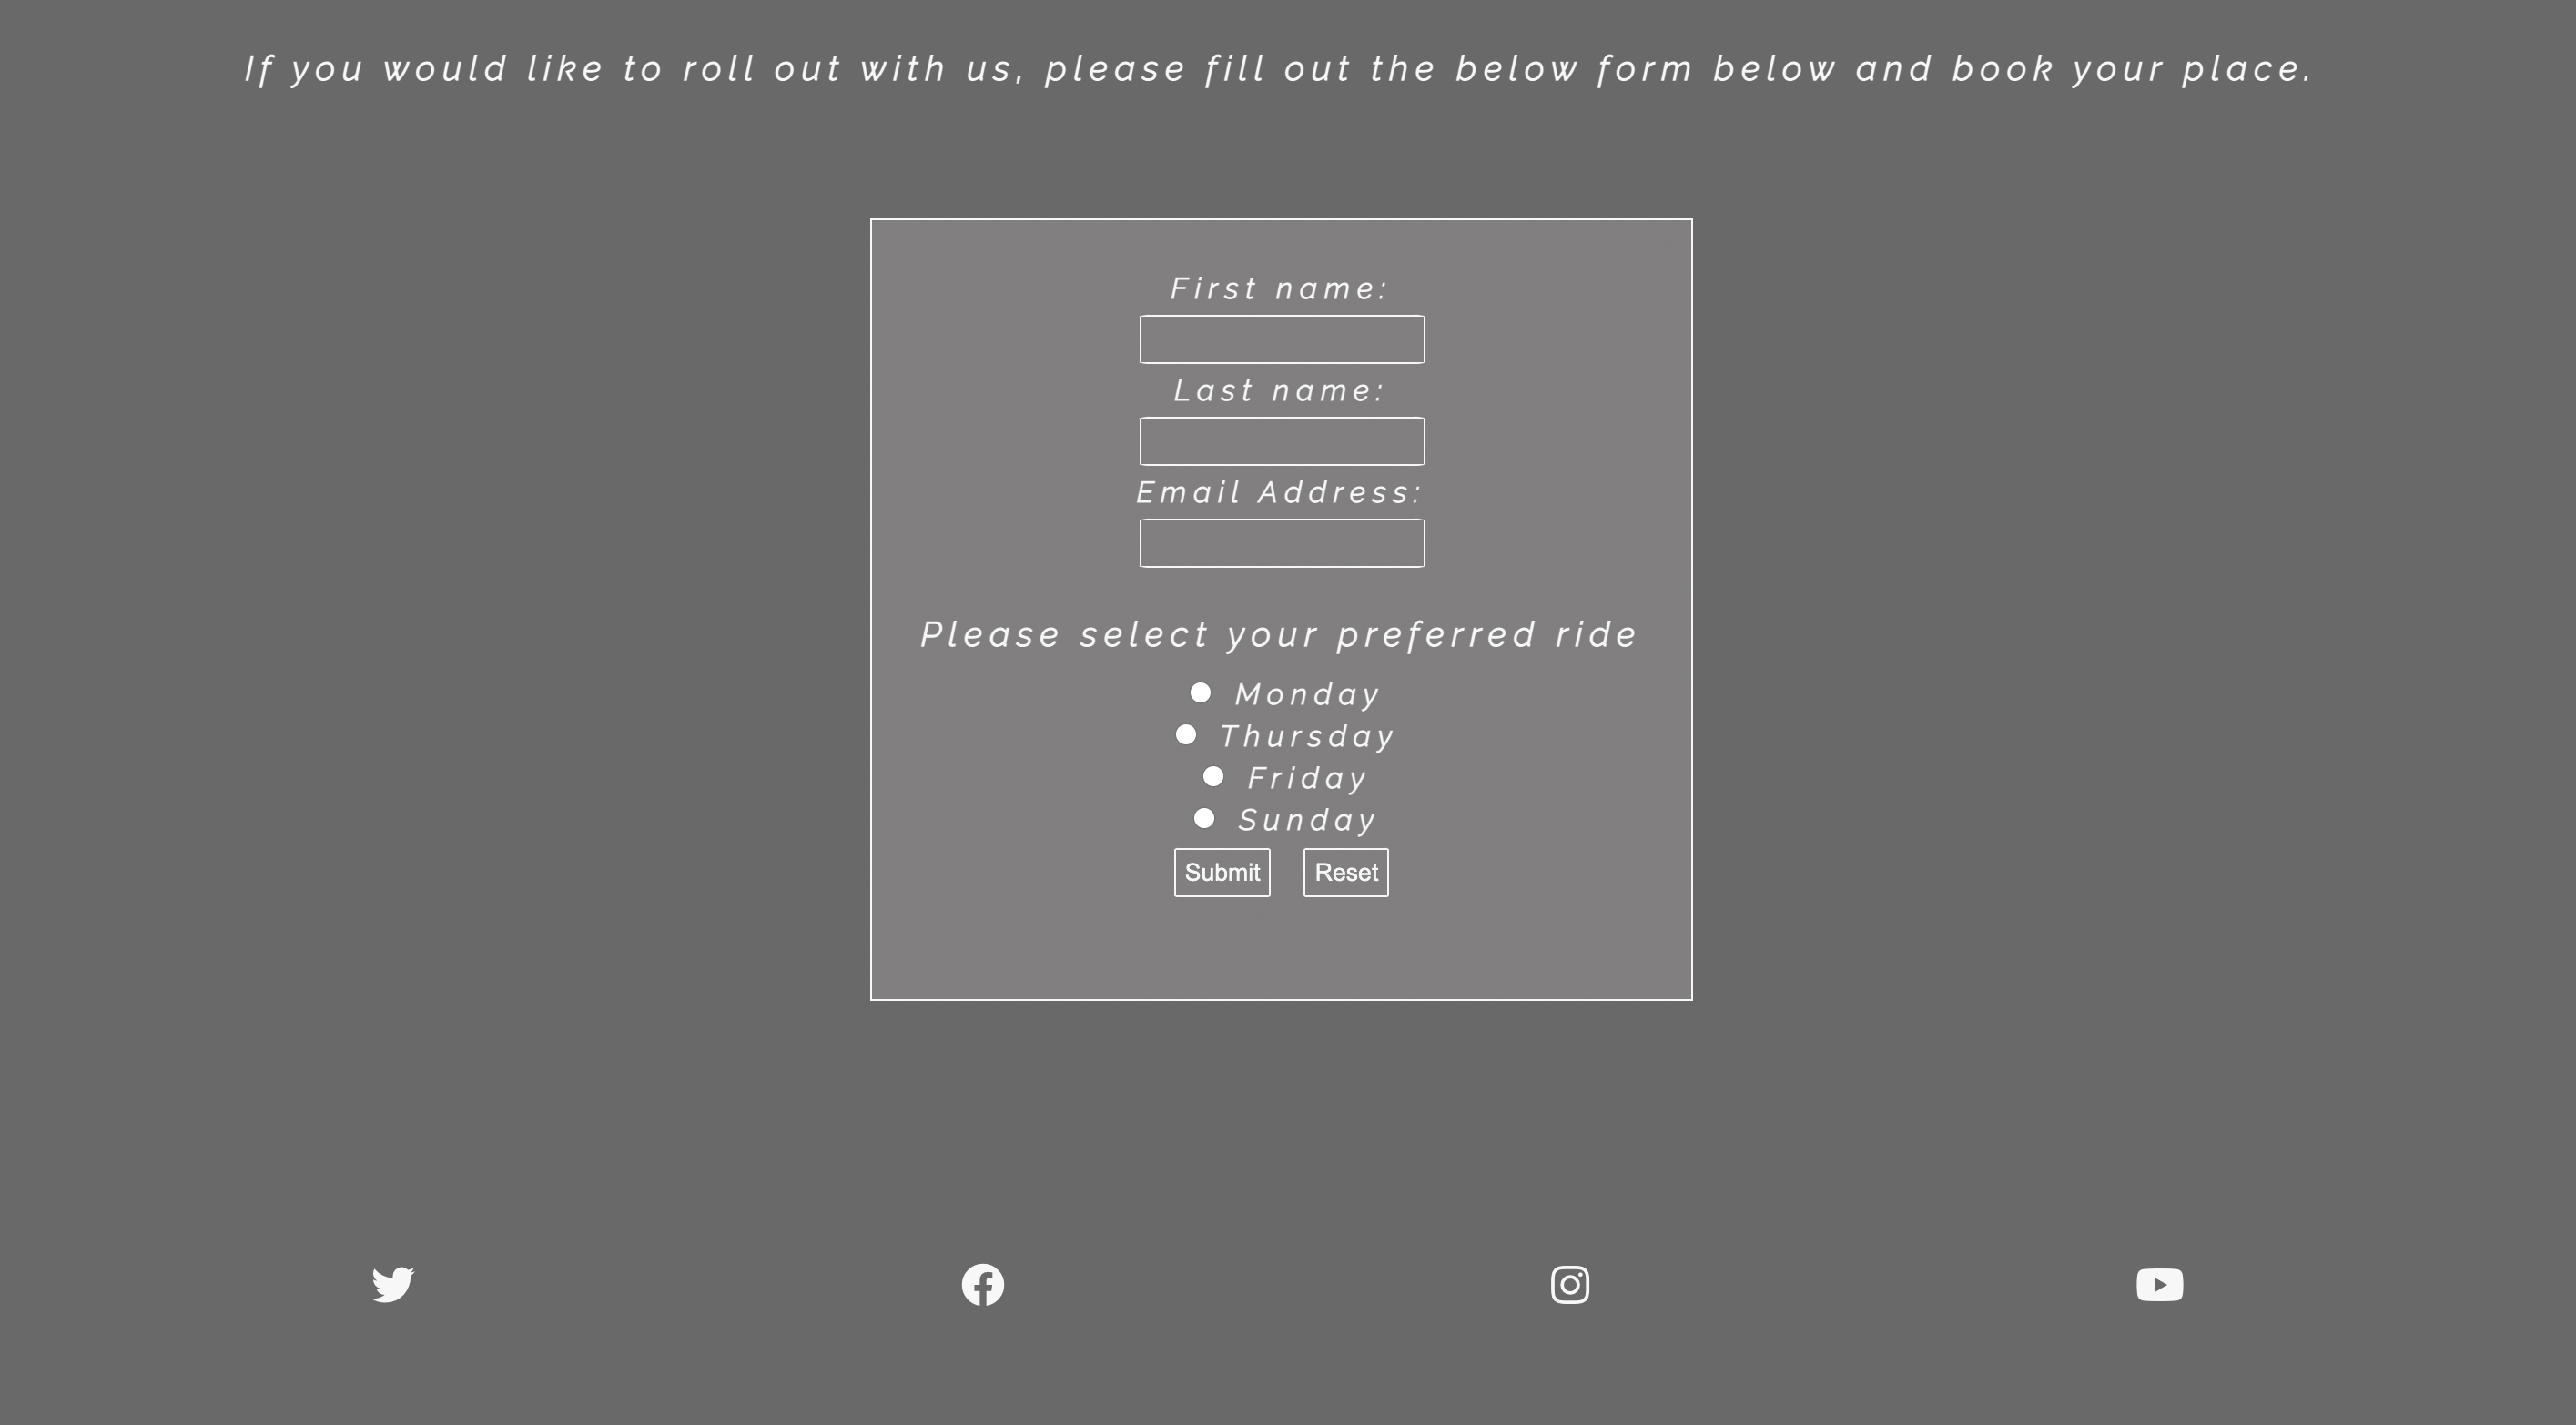 If you would like to roll out with us, please fill out the below form below and book your place.
First name:
Last name:
Email Address:
Please select your preferred ride
Monday
Thursday
Friday
Sunday
Submit Reset